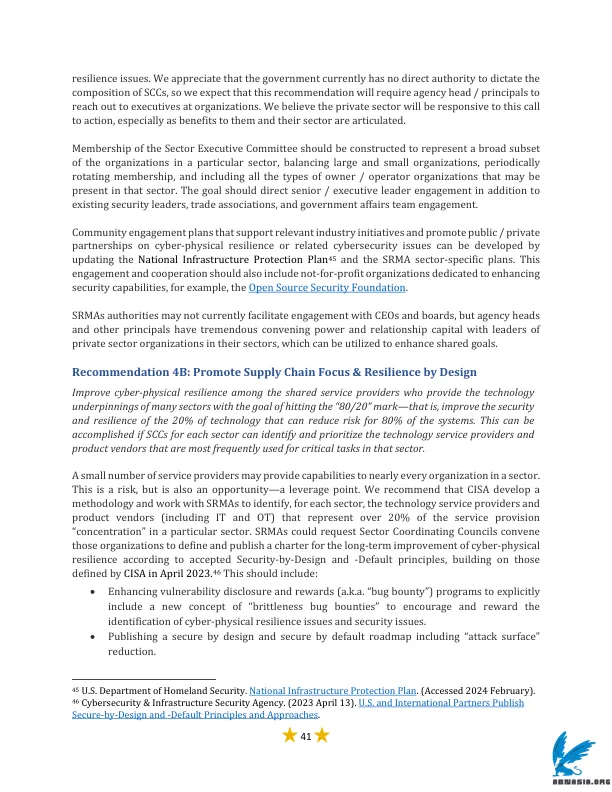 resilience issues. We appreciate that the government currently has no direct authority to dictate the
composition of SCCs, so we expect that this recommendation will require agency head / principals to
reach out to executives at organizations. We believe the private sector will be responsive to this call
to action, especially as benefits to them and their sector are articulated.
Membership of the Sector Executive Committee should be constructed to represent a broad subset
of the organizations in a particular sector, balancing large and small organizations, periodically
rotating membership, and including all the types of owner / operator organizations that may be
present in that sector. The goal should direct senior / executive leader engagement in addition to
existing security leaders, trade associations, and government affairs team engagement.
Community engagement plans that support relevant industry initiatives and promote public / private
partnerships on cyber-physical resilience or related cybersecurity issues can be developed by
updating the National Infrastructure Protection Plan⁴⁵ and the SRMA sector-specific plans. This
engagement and cooperation should also include not-for-profit organizations dedicated to enhancing
security capabilities, for example, the Open Source Security Foundation.
SRMAs authorities may not currently facilitate engagement with CEOs and boards, but agency heads
and other principals have tremendous convening power and relationship capital with leaders of
private sector organizations in their sectors, which can be utilized to enhance shared goals.
Recommendation 4B: Promote Supply Chain Focus & Resilience by Design
Improve cyber-physical resilience among the shared service providers who provide the technology
underpinnings of many sectors with the goal of hitting the “80/20” mark—that is, improve the security
and resilience of the 20% of technology that can reduce risk for 80% of the systems. This can be
accomplished if SCCs for each sector can identify and prioritize the technology service providers and
product vendors that are most frequently used for critical tasks in that sector.
A small number of service providers may provide capabilities to nearly every organization in a sector.
This is a risk, but is also an opportunity—a leverage point. We recommend that CISA develop a
methodology and work with SRMAs to identify, for each sector, the technology service providers and
product vendors (including IT and OT) that represent over 20% of the service provision
“concentration” in a particular sector. SRMAs could request Sector Coordinating Councils convene
those organizations to define and publish a charter for the long-term improvement of cyber-physical
resilience according to accepted Security-by-Design and -Default principles, building on those
defined by CISA in April 2023.⁴⁶ This should include:
• Enhancing vulnerability disclosure and rewards (a.k.a. “bug bounty”) programs to explicitly
include a new concept of “brittleness bug bounties” to encourage and reward the
identification of cyber-physical resilience issues and security issues.
• Publishing a secure by design and secure by default roadmap including “attack surface”
reduction.
⁴⁵ U.S. Department of Homeland Security. National Infrastructure Protection Plan. (Accessed 2024 February).
⁴⁶ Cybersecurity & Infrastructure Security Agency. (2023 April 13). U.S. and International Partners Publish
Secure-by-Design and -Default Principles and Approaches.
41
ABNASIA.ORG